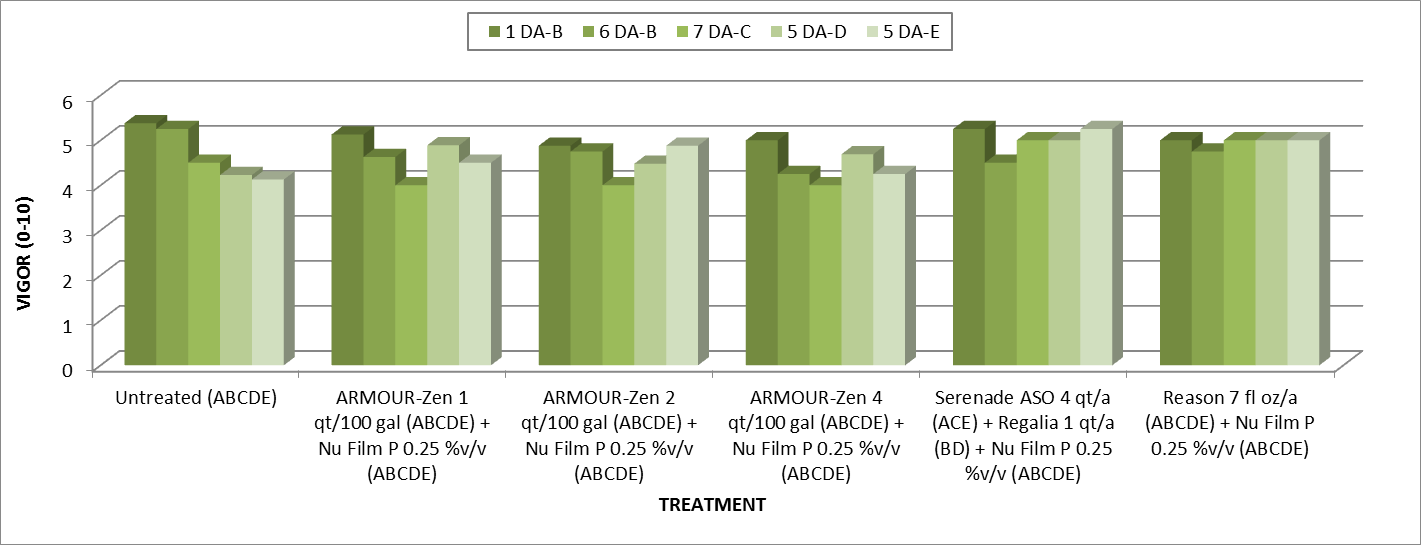 1 DA-B 6 DA-B 7 DA-C 5 DA-D 5 DA-E
VIGOR (0-10)
6
5
4
3
2
1
0
Untreated (ABCDE)
ARMOUR-Zen 1
qt/100 gal (ABCDE) +
Nu Film P 0.25 %v/v
(ABCDE)
ARMOUR-Zen 2
qt/100 gal (ABCDE) +
Nu Film P 0.25 %v/v
(ABCDE)
ARMOUR-Zen 4
qt/100 gal (ABCDE) +
Nu Film P 0.25 %v/v
(ABCDE)
Serenade ASO 4 qt/a
(ACE) + Regalia 1 qt/a
(BD) + Nu Film P 0.25
%v/v (ABCDE)
Reason 7 fl oz/a
(ABCDE) + Nu Film P
0.25 %v/v (ABCDE)
TREATMENT